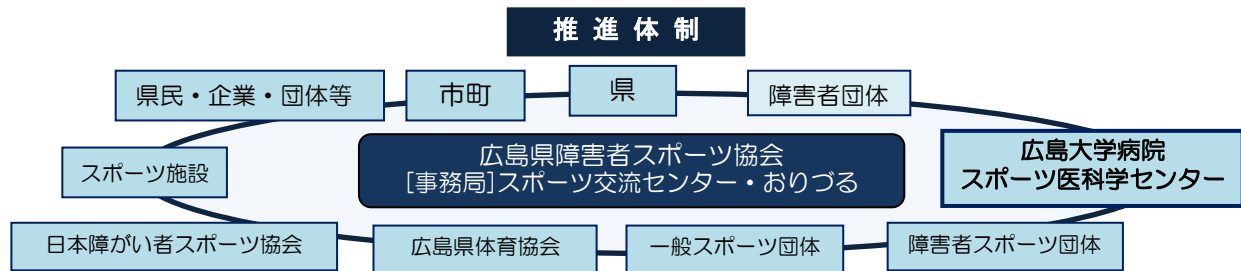 推進体制
県民・企業・団体等
市町
県
障害者団体
広島県障害者スポーツ協会
[事務局]スポーツ交流センター・おりづる
広島大学病院
スポーツ医科学センター
スポーツ施設
日本障がい者スポーツ協会
広島県体育協会
一般スポーツ団体
障害者スポーツ団体